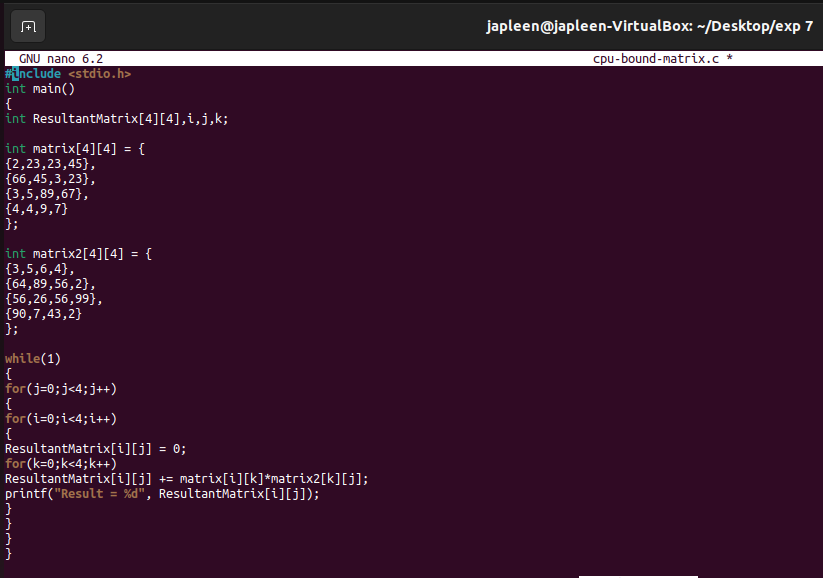 japleen@japleen-VirtualBox: ~/Desktop/exp 7
GNU nano 6.2 cpu-bound-matrix.c *
#include <stdio.h>
int main()
{
int ResultantMatrix[4][4],i,j,k;

int matrix[4][4] = {
{2,23,23,45},
{66,45,3,23},
{3,5,89,67},
{4,4,9,7}
};

int matrix2[4][4] = {
{3,5,6,4},
{64,89,56,2},
{56,26,56,99},
{90,7,43,2}
};

while(1)
{
for(j=0;j<4;j++)
{
for(i=0;i<4;i++)
{
ResultantMatrix[i][j] = 0;
for(k=0;k<4;k++)
ResultantMatrix[i][j] += matrix[i][k]*matrix2[k][j];
printf("Result = %d", ResultantMatrix[i][j]);
}
}
}
}